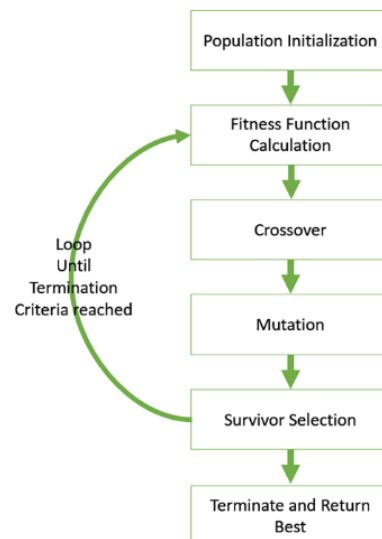 Population Initialization
Fitness Function
Calculation
Crossover
Loop
Until
Termination
Criteria reached
Mutation
Survivor Selection
Terminate and Return
Best